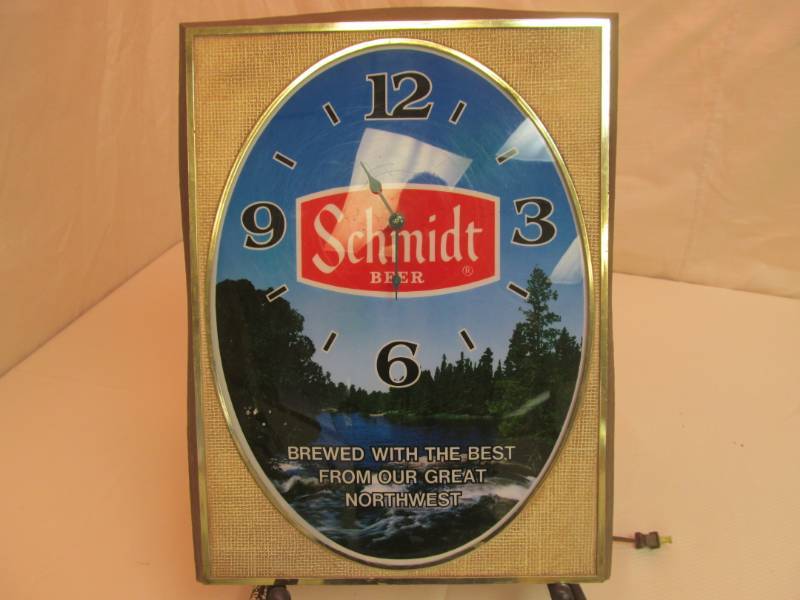 12
9
3
Schmidt
BEER ®
6
BREWED WITH THE BEST
FROM OUR GREAT
NORTHWEST